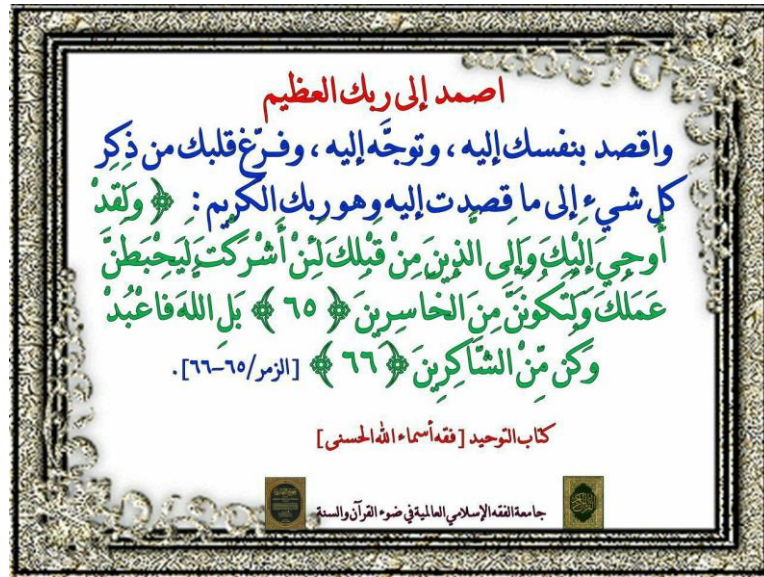 اصمد إلى ربك العظيم
واقصد بنفسك إليه ، وتوجَّه إليه ، وفرّغ قلبك من ذكر
كل شيء إلى ما قصدت إليه وهو ربك الكريم : ﴿ وَلَقَدْ
أُوحِيَ إِلَيْكَ وَإِلَى الَّذِينَ مِنْ قَبْلِكَ لَئِنْ أَشْرَكْتَ لَيَحْبَطَنَّ
عَمَلُكَ وَلَتَكُونَنَّ مِنَ الْخَاسِرِينَ ﴿ ٦٥ ﴾ بَلِ اللَّهَ فَاعْبُدْ
وَكُن مِّنْ الشَّاكِرِينَ ﴿ ٦٦ ﴾ [الزمر/٦٥-٦٦].
كتاب التوحيد [ فقه أسماء الله الحسنى ]
جامعة الفقه الإسلامي العالمية في ضوء القرآن والسنة